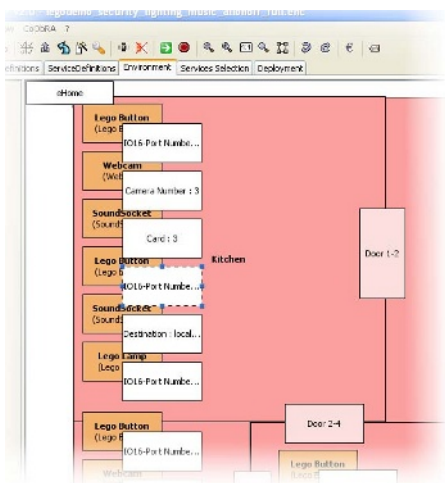 CoDoRA ?
ServiceDefinitions Environment Services Selection Deployment
eHome
Lego Button
(Lego
IO16-Port Numbe...
Webcam
(Web
Camera Number : 3
SoundSocket
(Sound
Card : 3
Kitchen
Door 1-2
Lego Button
(Lego
IO16-Port Numbe...
SoundSocket
(Sound
Destination : local...
Lego Lamp
(Lego
IO16-Port Numbe...
Lego Button
(Lego
IO16-Port Numbe...
Door 2-4
Webcam
Lego Button